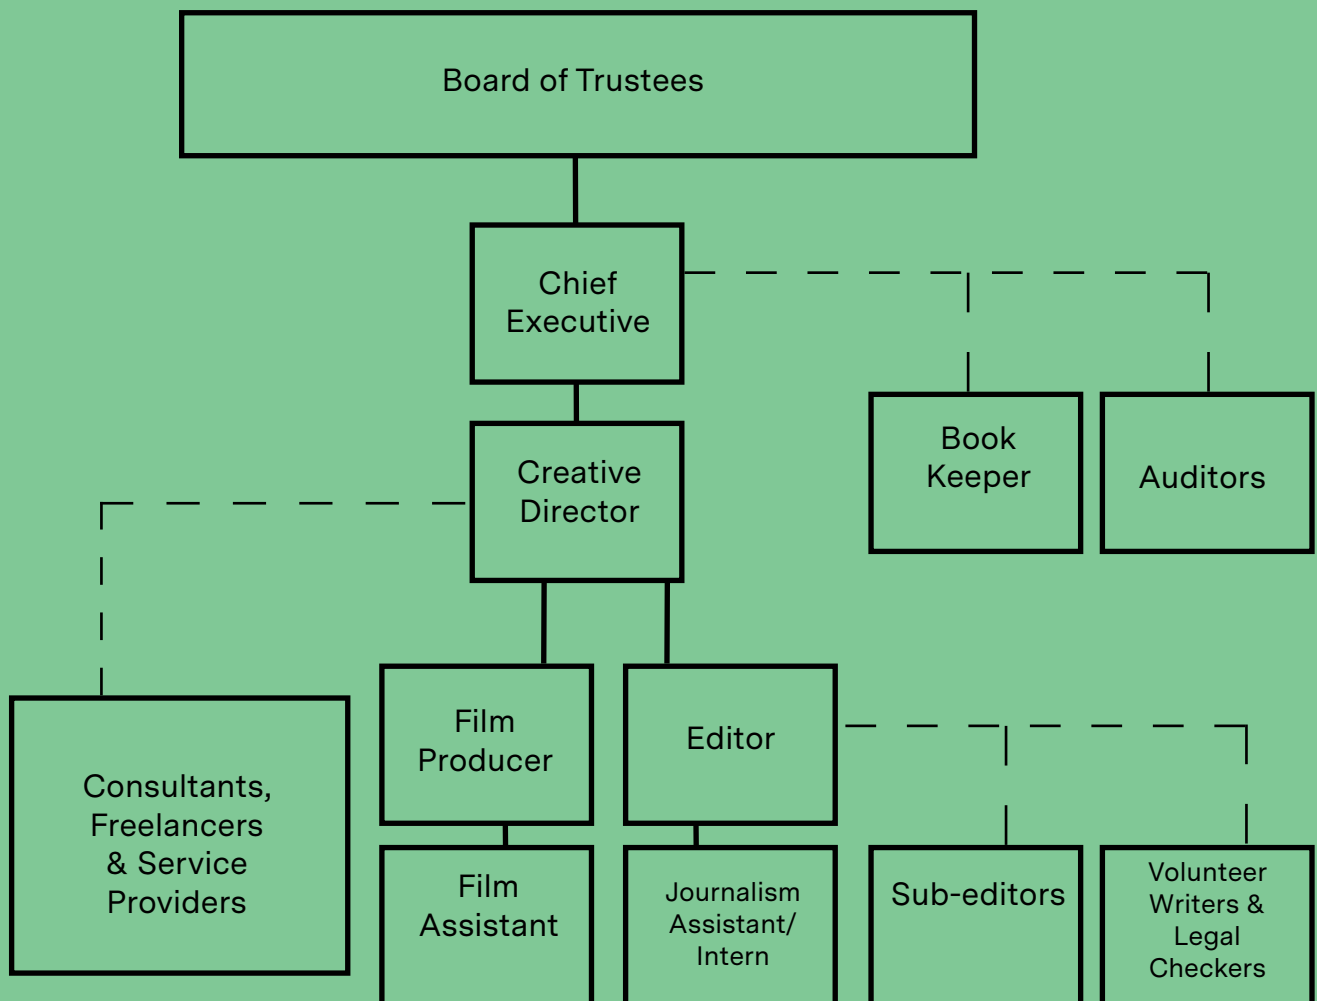 Board of Trustees
Chief
Executive
Book
Keeper
Auditors
Creative
Director
Film
Producer
Editor
Consultants,
Freelancers
& Service
Providers
Film
Assistant
Journalism
Assistant/
Intern
Sub-editors
Volunteer
Writers &
Legal
Checkers